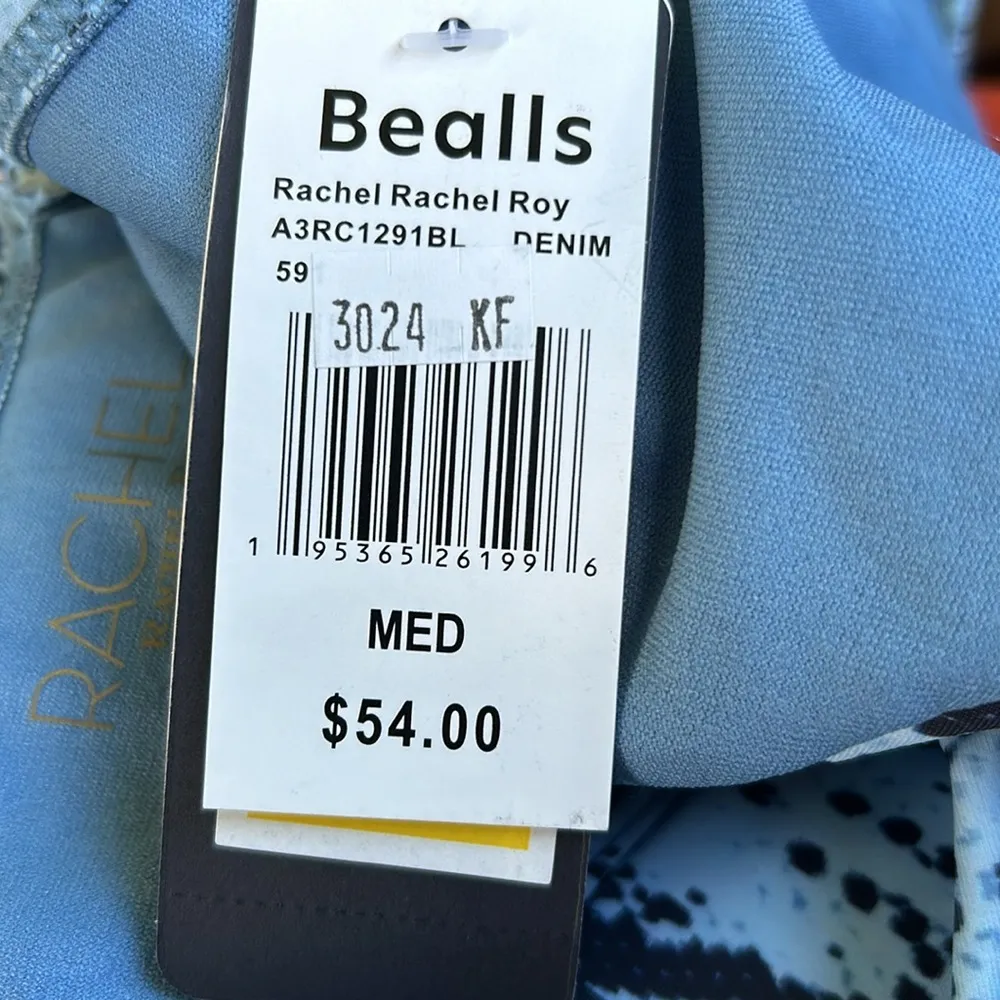 Bealls
Rachel Rachel Roy
A3RC1291BL DENIM
59
3024 KF
1 95365 26199 6
MED
$54.00
RACHEL